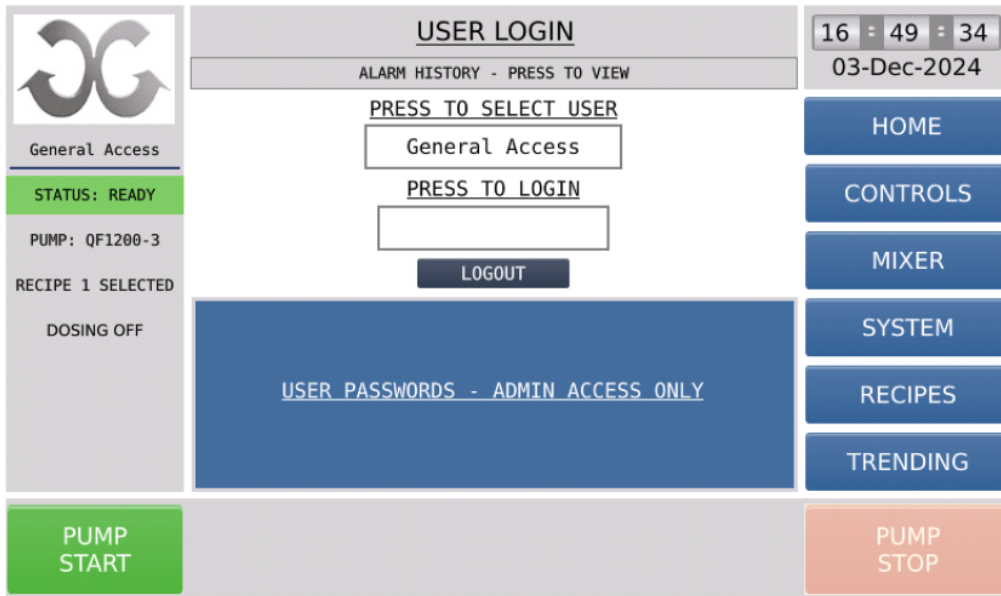 USER LOGIN
ALARM HISTORY - PRESS TO VIEW
16 : 49 : 34
03-Dec-2024
General Access
STATUS: READY
PUMP: QF1200-3
RECIPE 1 SELECTED
DOSING OFF
PRESS TO SELECT USER
General Access
PRESS TO LOGIN
LOGOUT
USER PASSWORDS - ADMIN ACCESS ONLY
HOME
CONTROLS
MIXER
SYSTEM
RECIPES
TRENDING
PUMP
START
PUMP
STOP